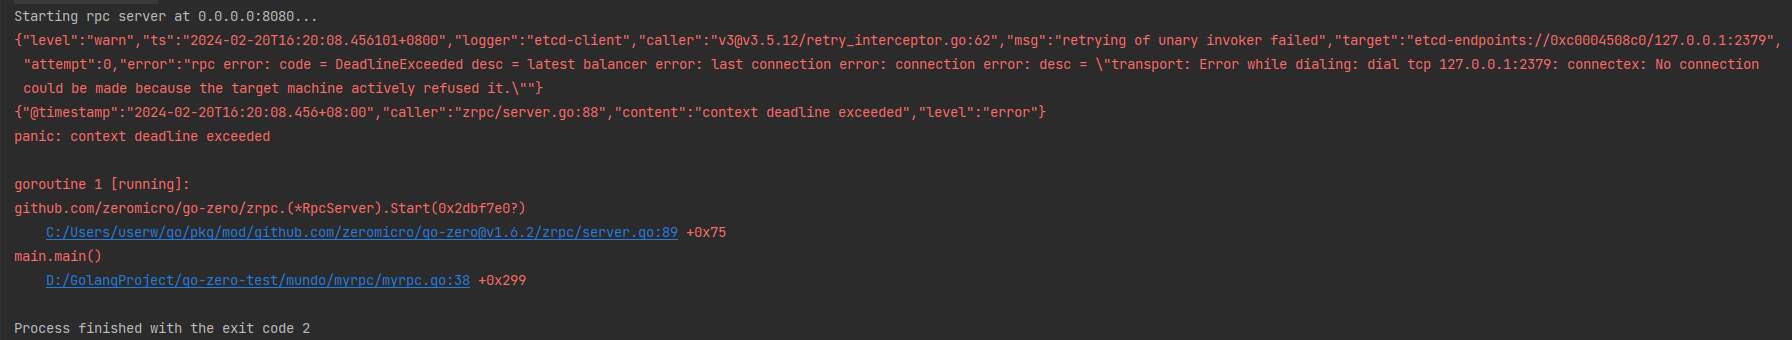 Starting rpc server at 0.0.0.0:8080...
{"level":"warn","ts":"2024-02-20T16:20:08.456101+0800","logger":"etcd-client","caller":"v3@v3.5.12/retry_interceptor.go:62","msg":"retrying of unary invoker failed","target":"etcd-endpoints://0xc0004508c0/127.0.0.1:2379",
"attempt":0,"error":"rpc error: code = DeadlineExceeded desc = latest balancer error: last connection error: connection error: desc = \"transport: Error while dialing: dial tcp 127.0.0.1:2379: connectex: No connection
could be made because the target machine actively refused it.\""}
{"@timestamp":"2024-02-20T16:20:08.456+08:00","caller":"zrpc/server.go:88","content":"context deadline exceeded","level":"error"}
panic: context deadline exceeded
goroutine 1 [running]:
github.com/zeromicro/go-zero/zrpc.(*RpcServer).Start(0x2dbf7e0?)
C:/Users/userw/go/pkg/mod/github.com/zeromicro/go-zero@v1.6.2/zrpc/server.go:89 +0x75
main.main()
D:/GolangProject/go-zero-test/mundo/myrpc/myrpc.go:38 +0x299
Process finished with the exit code 2